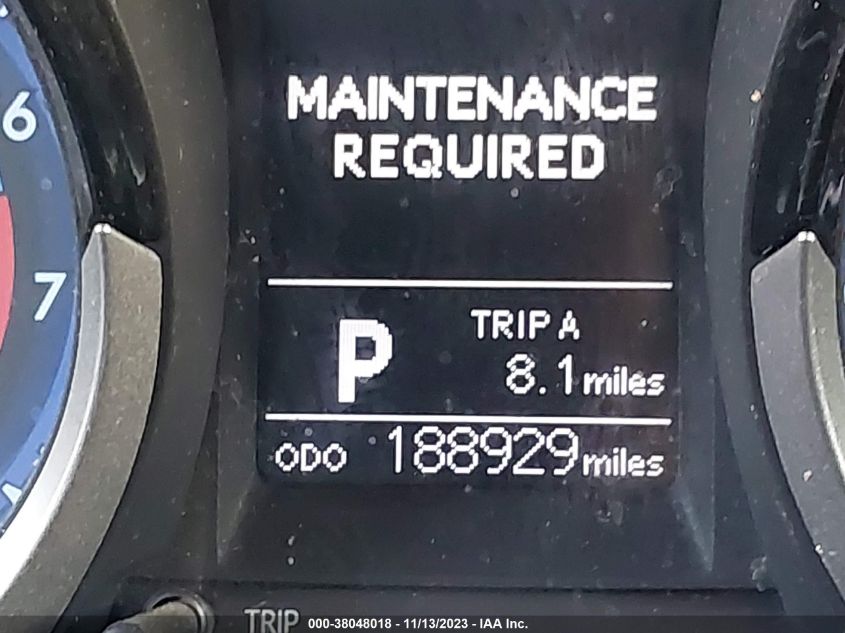 MAINTENANCE
REQUIRED
6
7
TRIP A
P
8.1 miles
ODO 188929 miles
TRIP
000-38048018 - 11/13/2023 - IAA Inc.